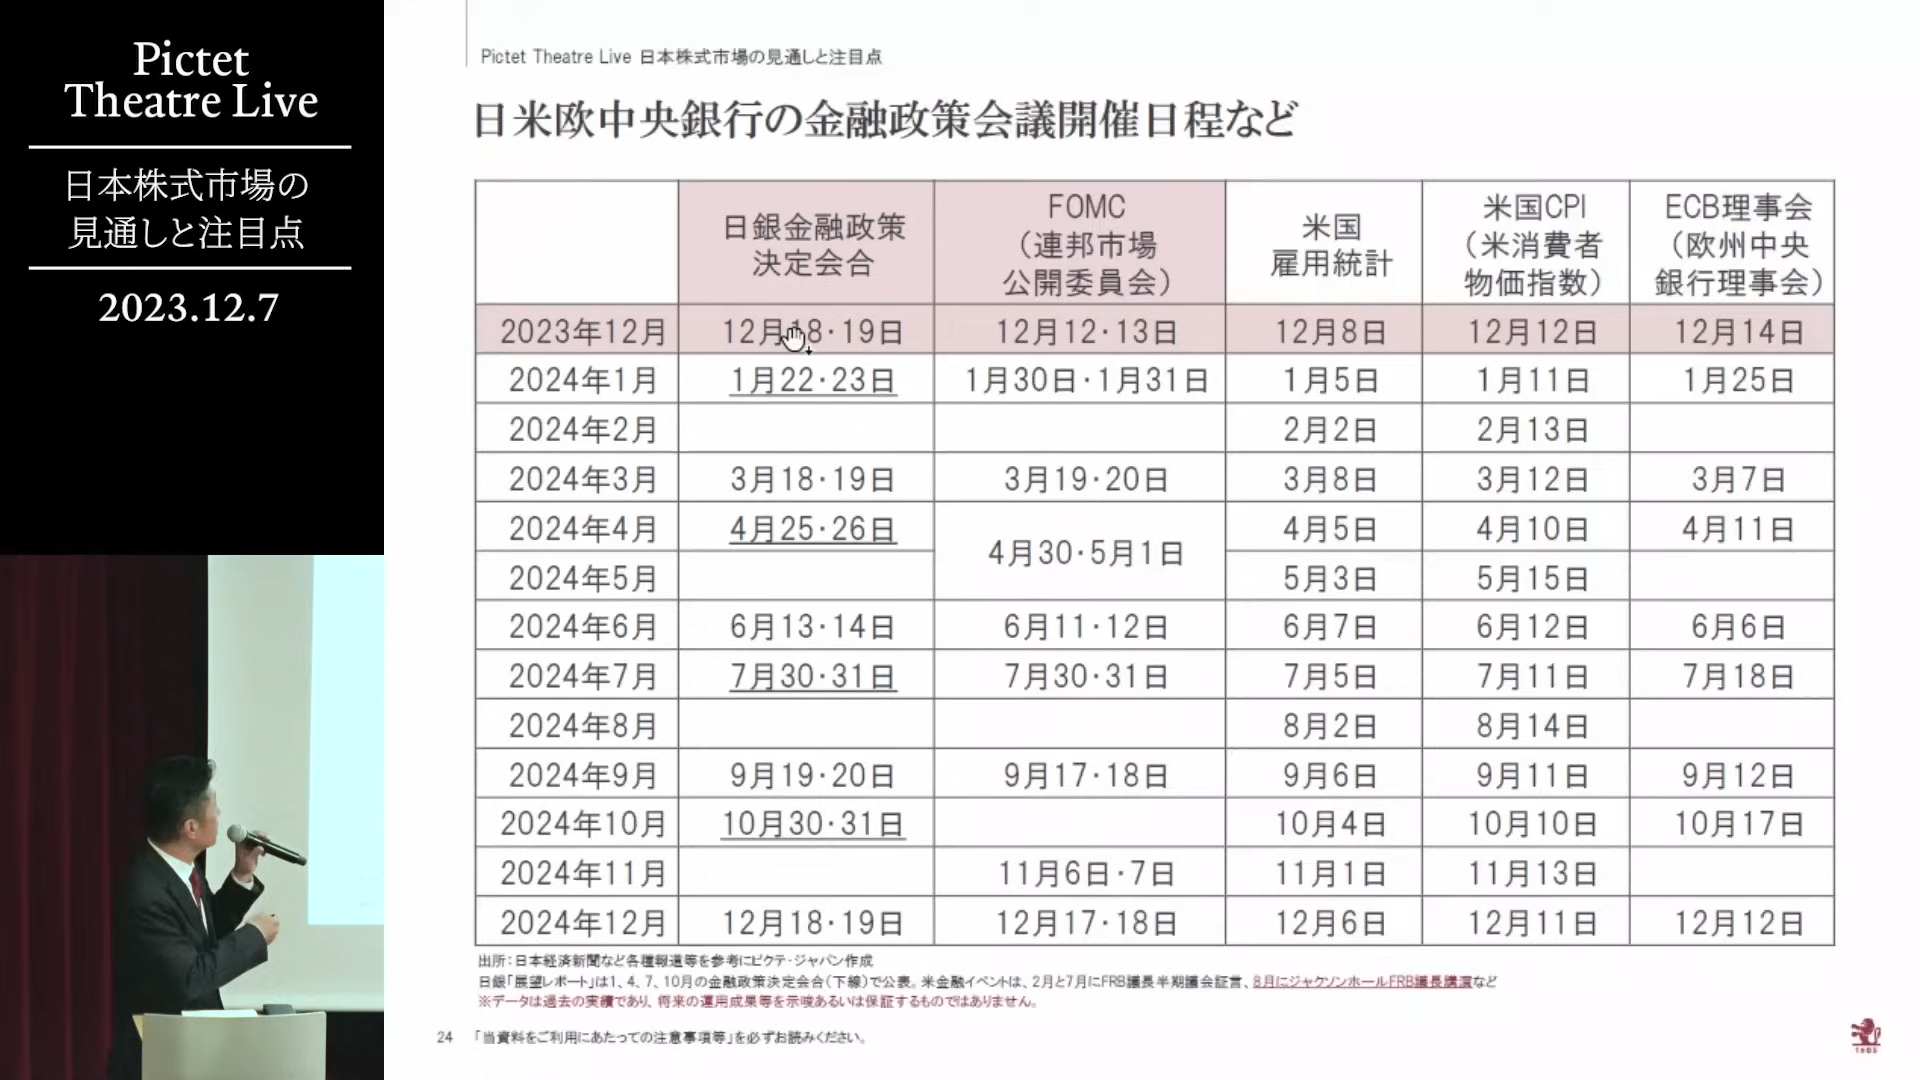 Pictet
Theatre Live
日本株式市場の
見通しと注目点
2023.12.7
Pictet Theatre Live 日本株式市場の見通しと注目点
日米欧中央銀行の金融政策会議開催日程など
日銀金融政策
決定会合
FOMC
（連邦市場
公開委員会）
米国
雇用統計
米国CPI
（米消費者
物価指数）
ECB理事会
（欧州中央
銀行理事会）
2023年12月 12月18・19日 12月12・13日 12月8日 12月12日 12月14日
2024年1月 1月22・23日 1月30日・1月31日 1月5日 1月11日 1月25日
2024年2月 2月2日 2月13日
2024年3月 3月18・19日 3月19・20日 3月8日 3月12日 3月7日
2024年4月 4月25・26日 4月30・5月1日 4月5日 4月10日 4月11日
2024年5月 5月3日 5月15日
2024年6月 6月13・14日 6月11・12日 6月7日 6月12日 6月6日
2024年7月 7月30・31日 7月30・31日 7月5日 7月11日 7月18日
2024年8月 8月2日 8月14日
2024年9月 9月19・20日 9月17・18日 9月6日 9月11日 9月12日
2024年10月 10月30・31日 10月4日 10月10日 10月17日
2024年11月 11月6日・7日 11月1日 11月13日
2024年12月 12月18・19日 12月17・18日 12月6日 12月11日 12月12日
出所：日本経済新聞など各種報道等を参考にピクテ・ジャパン作成
日銀「展望レポート」は1、4、7、10月の金融政策決定会合（下線）で公表。米金融イベントは、2月と7月にFRB議長半期議会証言、8月にジャクソンホールFRB議長講演など
※データは過去の実績であり、将来の運用成果等を示唆あるいは保証するものではありません。
24 「当資料をご利用にあたっての注意事項等」を必ずお読みください。
1805